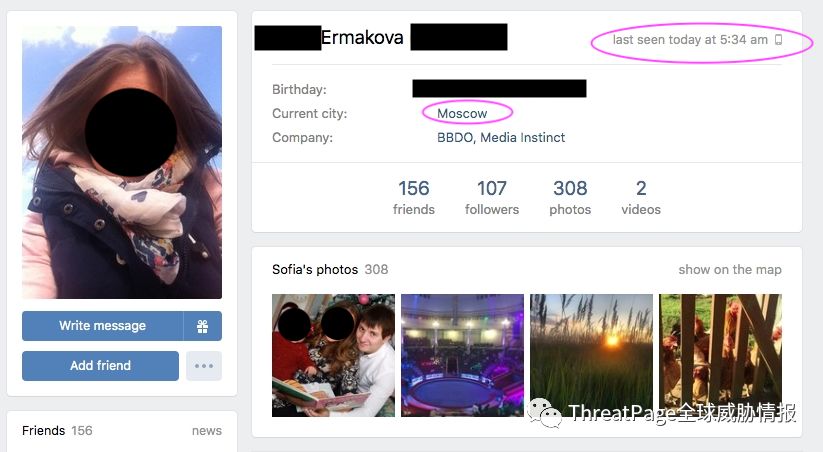 Ermakova
last seen today at 5:34 am
Birthday:
Current city: Moscow
Company: BBDO, Media Instinct
156 107 308 2
friends followers photos videos
Sofia's photos 308 show on the map
Write message
Add friend
Friends 156 news
ThreatPage全球威胁情报